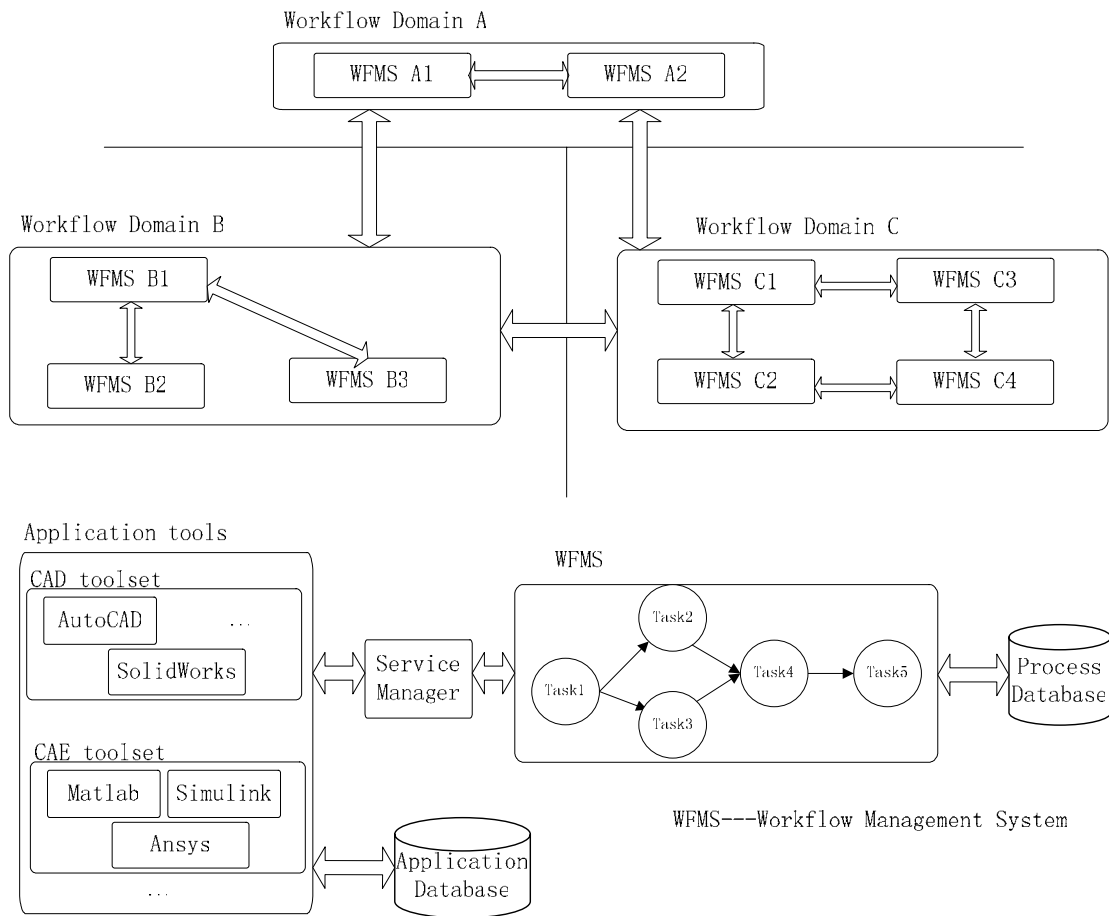 Workflow Domain A
WFMS A1
WFMS A2
Workflow Domain B
WFMS B1
WFMS B2
WFMS B3
Workflow Domain C
WFMS C1
WFMS C3
WFMS C2
WFMS C4
Application tools
CAD toolset
AutoCAD
...
SolidWorks
CAE toolset
Matlab
Simulink
Ansys
...
Service
Manager
Application
Database
WFMS
Task1
Task2
Task3
Task4
Task5
Process
Database
WFMS---Workflow Management System